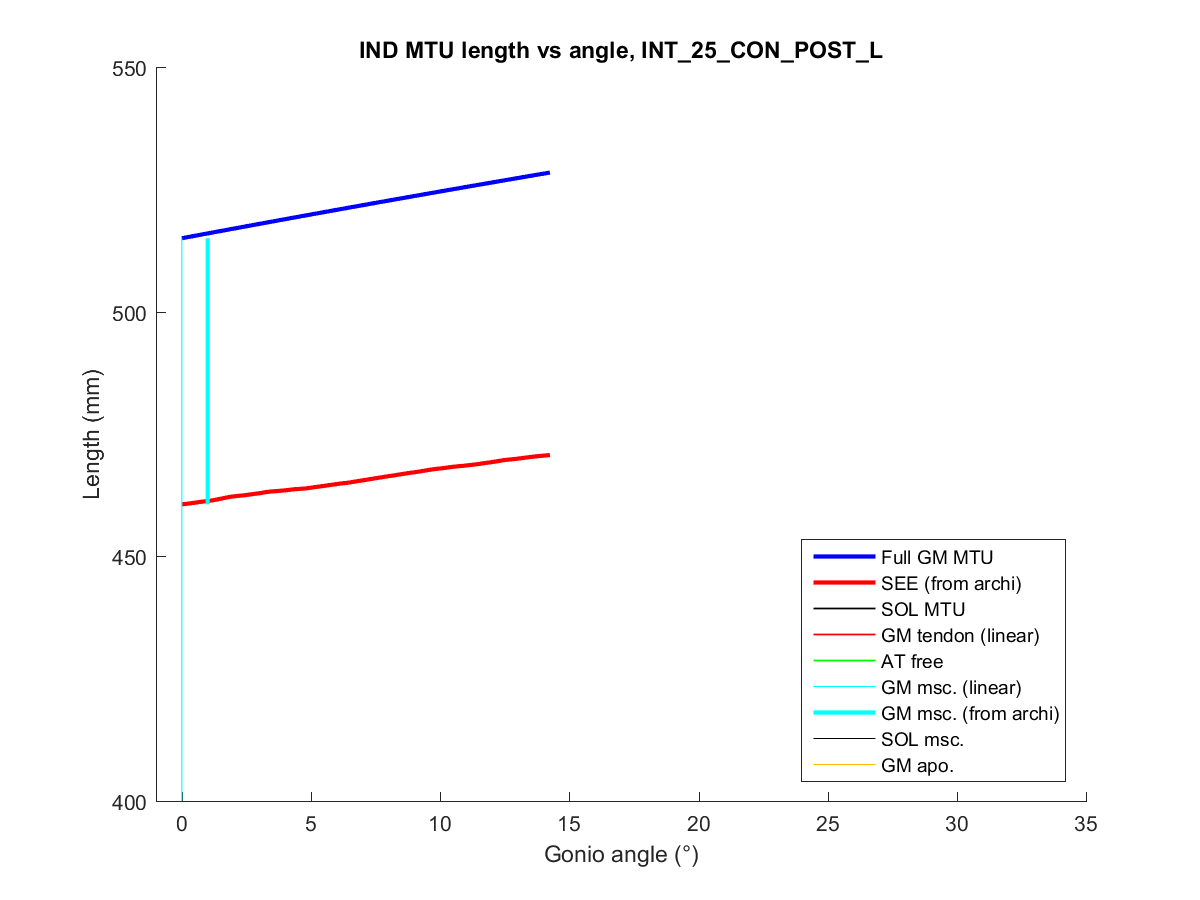 IND MTU length vs angle, INT_25_CON_POST_L
550
500
450
400
Length (mm)
0 5 10 15 20 25 30 35
Gonio angle (°)
Full GM MTU
SEE (from archi)
SOL MTU
GM tendon (linear)
AT free
GM msc. (linear)
GM msc. (from archi)
SOL msc.
GM apo.